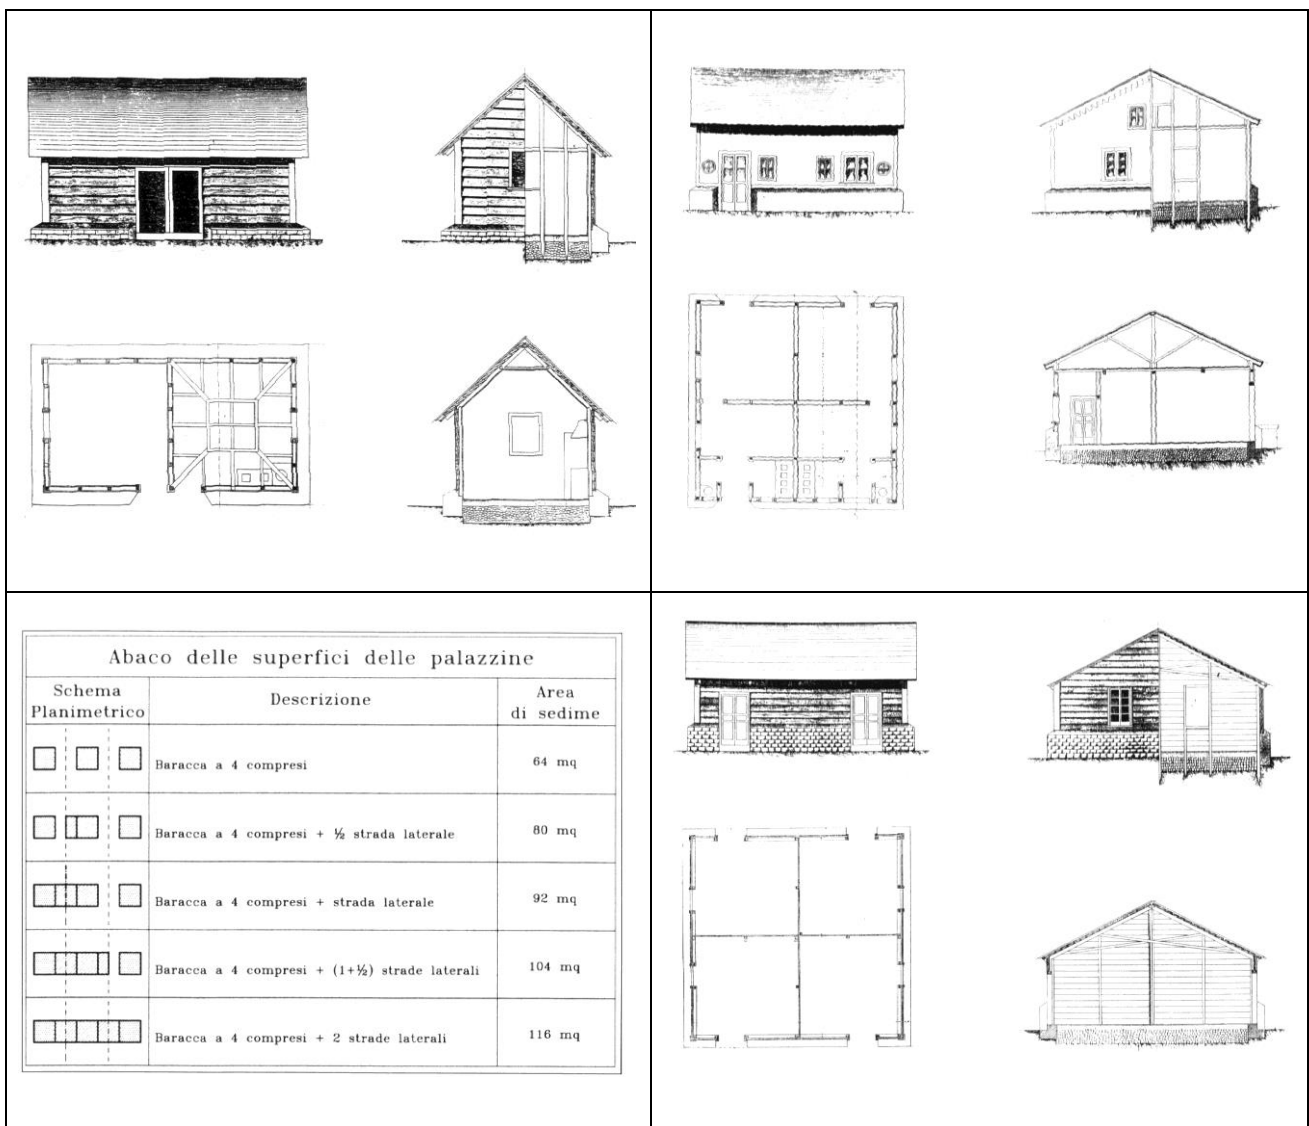 Abaco delle superfici delle palazzine
Schema
Planimetrico
Descrizione
Area
di sedime
Baracca a 4 compresi
64 mq
Baracca a 4 compresi + ½ strada laterale
80 mq
Baracca a 4 compresi + strada laterale
92 mq
Baracca a 4 compresi + (1+½) strade laterali
104 mq
Baracca a 4 compresi + 2 strade laterali
116 mq